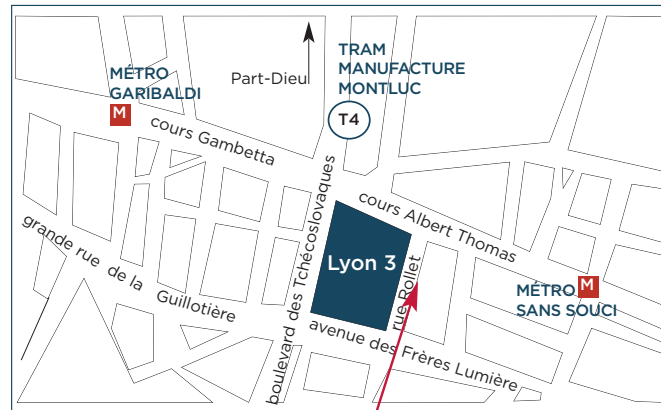 MÉTRO
GARIBALDI
M
Part-Dieu
TRAM
MANUFACTURE
MONTLUC
T4
cours Gambetta
boulevard des Tchécoslovaques
cours Albert Thomas
grande rue de la Guillotière
Lyon 3
rue Rollet
M
MÉTRO
SANS SOUCI
avenue des Frères Lumière